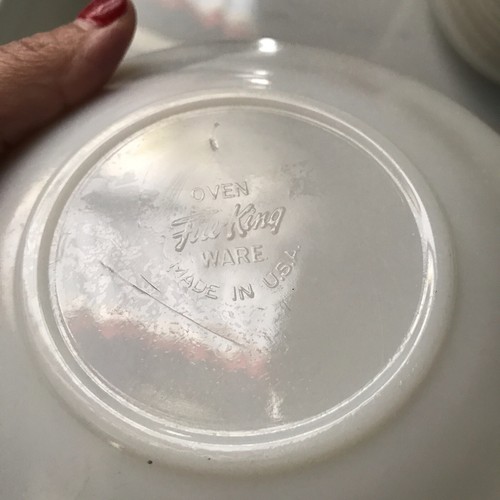 OVEN
Fire-King
WARE
MADE IN U.S.A.